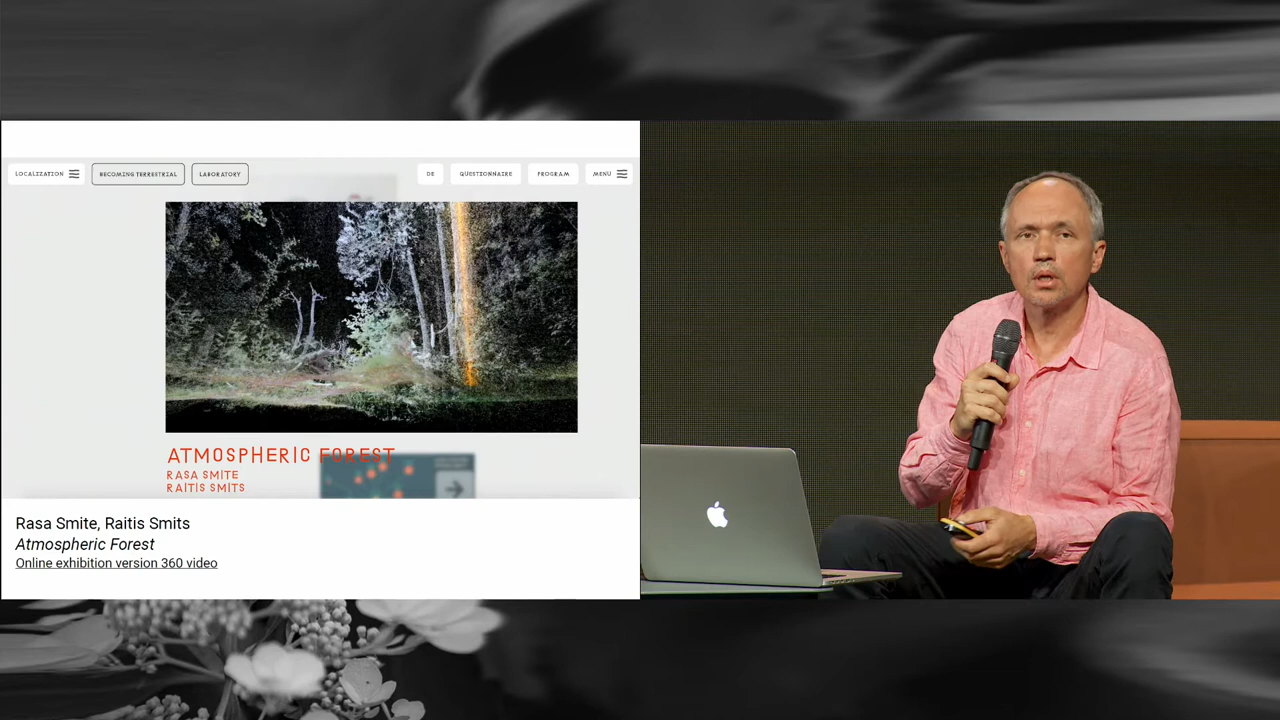 LOCALIZATION
BECOMING TERRESTRIAL
LABORATORY
DE
QUESTIONNAIRE
PROGRAM
MENU
ATMOSPHERIC FOREST
RASA SMITE
RAITIS SMITS
Rasa Smite, Raitis Smits
Atmospheric Forest
Online exhibition version 360 video